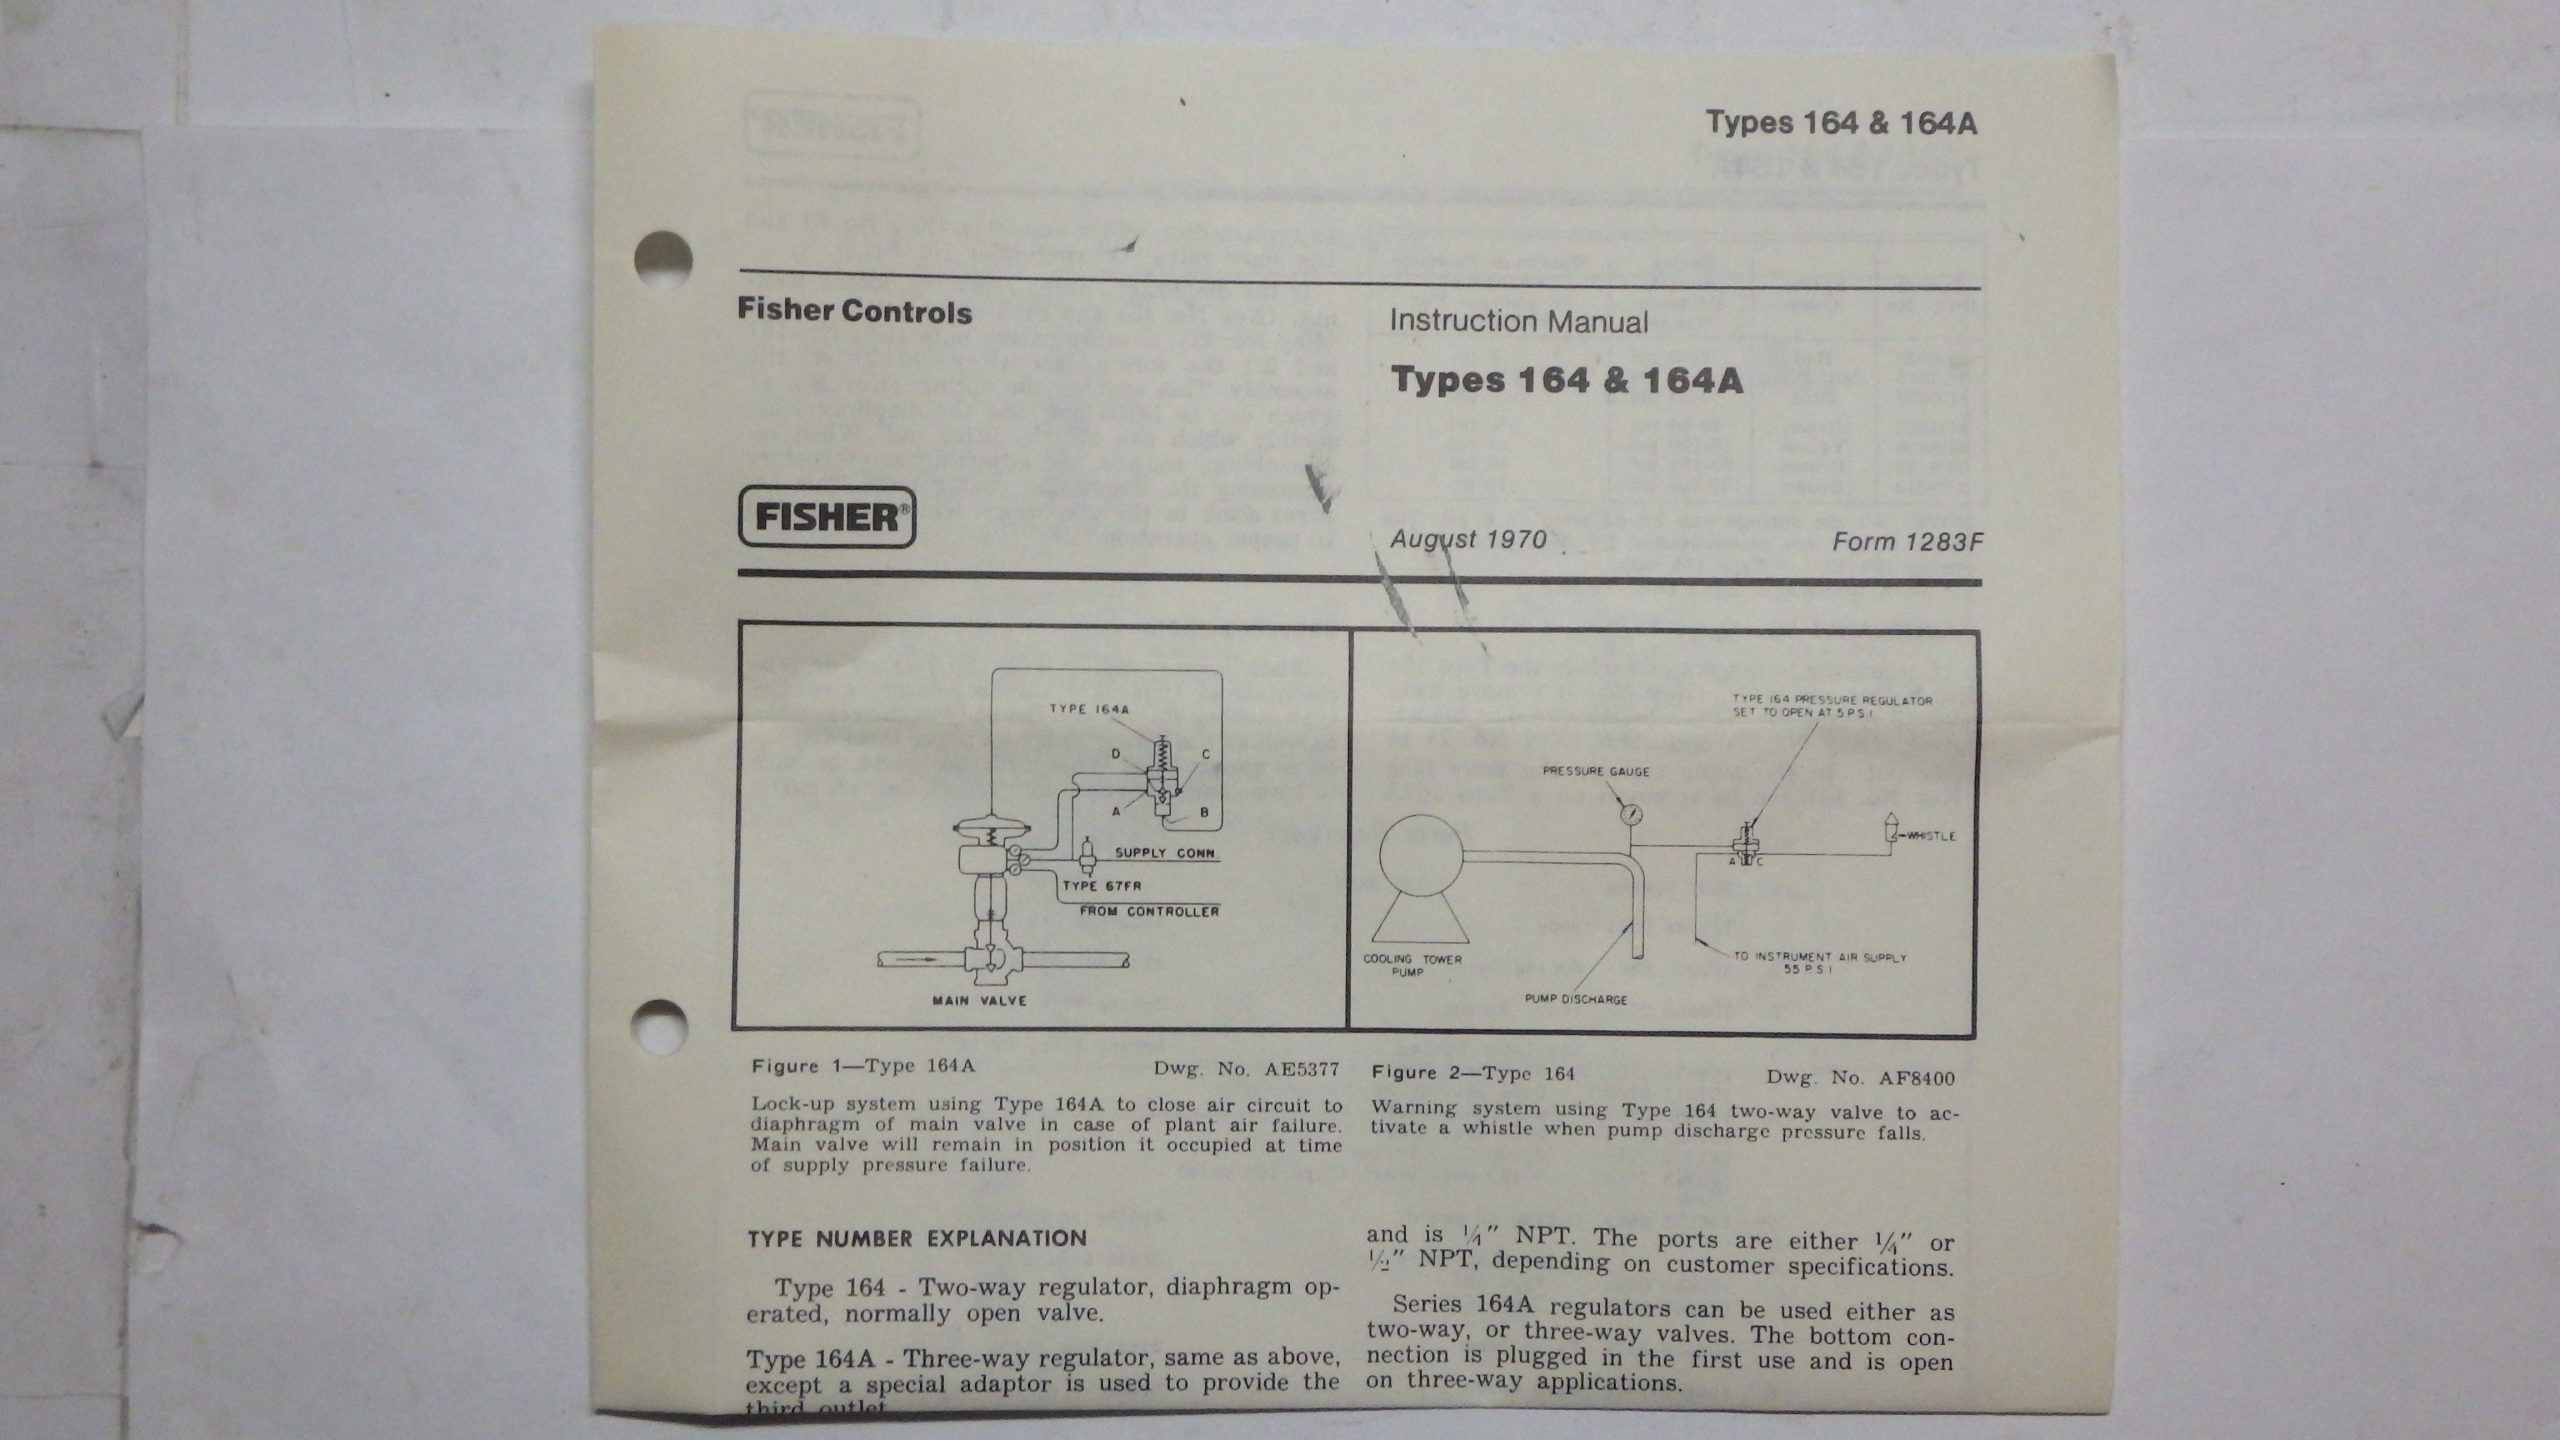 Types 164 & 164A
Fisher Controls
Instruction Manual
Types 164 & 164A
FISHER®
August 1970
Form 1283F
TYPE 164A
D
C
A
B
SUPPLY CONN
TYPE 67FR
FROM CONTROLLER
MAIN VALVE
TYPE 164 PRESSURE REGULATOR
SET TO OPEN AT 5 PSI
PRESSURE GAUGE
WHISTLE
A
C
COOLING TOWER
PUMP
TO INSTRUMENT AIR SUPPLY
55 PSI
PUMP DISCHARGE
Figure 1—Type 164A
Dwg. No. AE5377
Lock-up system using Type 164A to close air circuit to
diaphragm of main valve in case of plant air failure.
Main valve will remain in position it occupied at time
of supply pressure failure.
Figure 2—Type 164
Dwg. No. AF8400
Warning system using Type 164 two-way valve to ac-
tivate a whistle when pump discharge pressure falls.
TYPE NUMBER EXPLANATION
Type 164 - Two-way regulator, diaphragm op-
erated, normally open valve.
Type 164A - Three-way regulator, same as above,
except a special adaptor is used to provide the
third outlet
and is 1/4" NPT. The ports are either 1/4" or
1/2" NPT, depending on customer specifications.
Series 164A regulators can be used either as
two-way, or three-way valves. The bottom con-
nection is plugged in the first use and is open
on three-way applications.